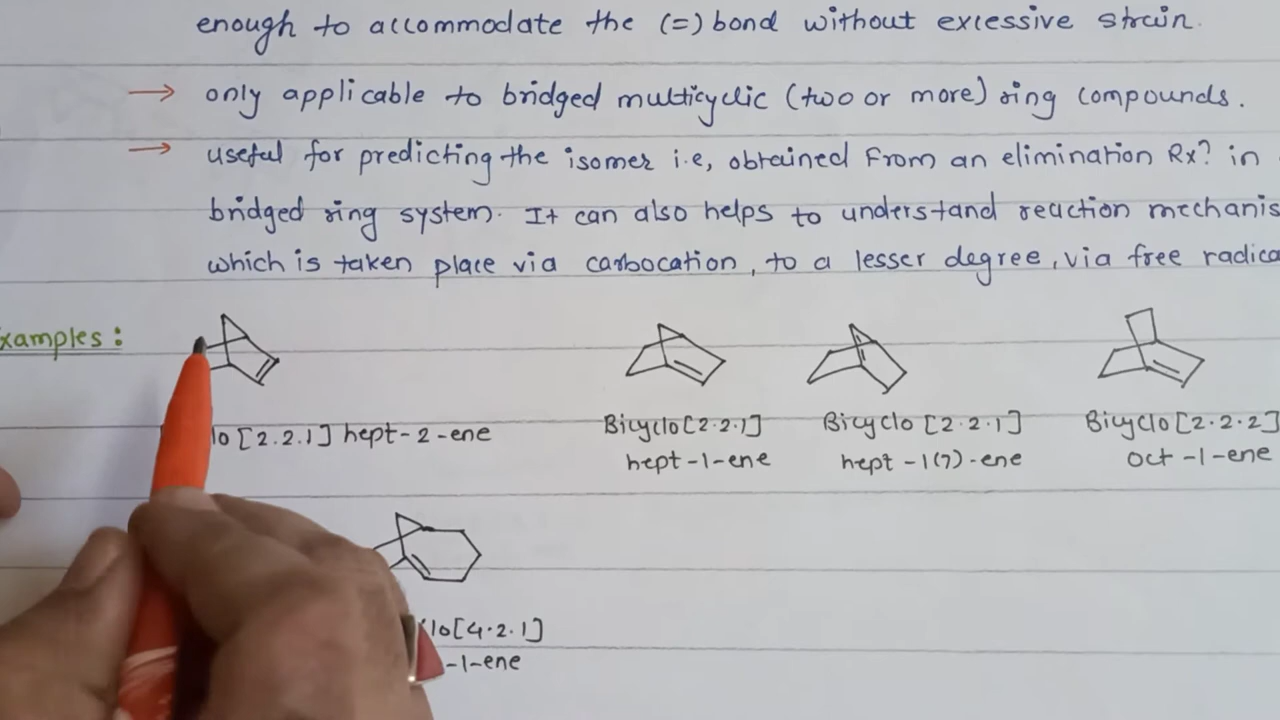 enough to accommodate the (=) bond without excessive strain.
→ only applicable to bridged multicyclic (two or more) ring compounds.
→ useful for predicting the isomer i.e, obtained From an elimination Rx? in
bridged ring system. It can also helps to understand reaction mechanis
which is taken place via carbocation, to a lesser degree, via free radica
xamples:
lo [2.2.1] hept-2-ene
Bicyclo[2.2.1]
hept-1-ene
Bicyclo [2.2.1]
hept-1(7)-ene
Bicyclo[2.2.2]
oct-1-ene
lo[4.2.1]
-1-ene